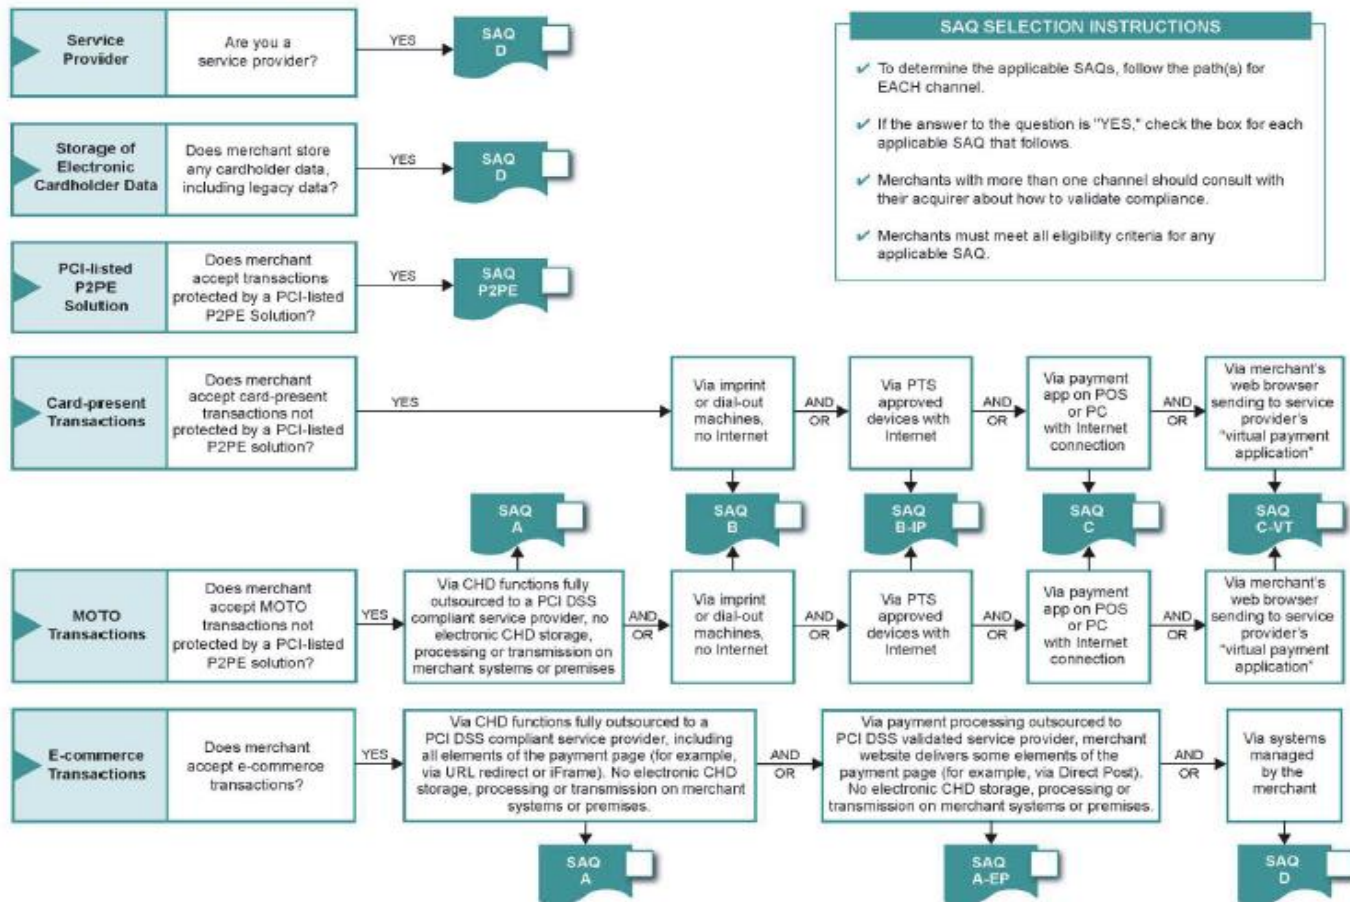 Service
Provider
Are you a
service provider?
YES
SAQ
D
SAQ SELECTION INSTRUCTIONS
✓ To determine the applicable SAQs, follow the path(s) for
EACH channel.
✓ If the answer to the question is "YES," check the box for each
applicable SAQ that follows.
✓ Merchants with more than one channel should consult with
their acquirer about how to validate compliance.
✓ Merchants must meet all eligibility criteria for any
applicable SAQ.
Storage of
Electronic
Cardholder Data
Does merchant store
any cardholder data,
including legacy data?
YES
SAQ
D
PCI-listed
P2PE
Solution
Does merchant
accept transactions
protected by a PCI-listed
P2PE Solution?
YES
SAQ
P2PE
Card-present
Transactions
Does merchant
accept card-present
transactions not
protected by a PCI-listed
P2PE solution?
YES
Via imprint
or dial-out
machines,
no Internet
AND
OR
Via PTS
approved
devices with
Internet
AND
OR
Via payment
app on POS
or PC
with Internet
connection
AND
OR
Via merchant's
web browser
sending to service
provider's
"virtual payment
application"
SAQ
A
SAQ
B
SAQ
B-IP
SAQ
C
SAQ
C-VT
MOTO
Transactions
Does merchant
accept MOTO
transactions not
protected by a PCI-listed
P2PE solution?
YES
Via CHD functions fully
outsourced to a PCI DSS
compliant service provider, no
electronic CHD storage,
processing or transmission on
merchant systems or premises
AND
OR
Via imprint
or dial-out
machines,
no Internet
AND
OR
Via PTS
approved
devices with
Internet
AND
OR
Via payment
app on POS
or PC
with Internet
connection
AND
OR
Via merchant's
web browser
sending to service
provider's
"virtual payment
application"
E-commerce
Transactions
Does merchant
accept e-commerce
transactions?
YES
Via CHD functions fully outsourced to a
PCI DSS compliant service provider, including
all elements of the payment page (for example,
via URL redirect or iFrame). No electronic CHD
storage, processing or transmission on merchant
systems or premises.
AND
OR
Via payment processing outsourced to
PCI DSS validated service provider, merchant
website delivers some elements of the
payment page (for example, via Direct Post).
No electronic CHD storage, processing or
transmission on merchant systems or premises.
AND
OR
Via systems
managed
by the
merchant
SAQ
A
SAQ
A-EP
SAQ
D